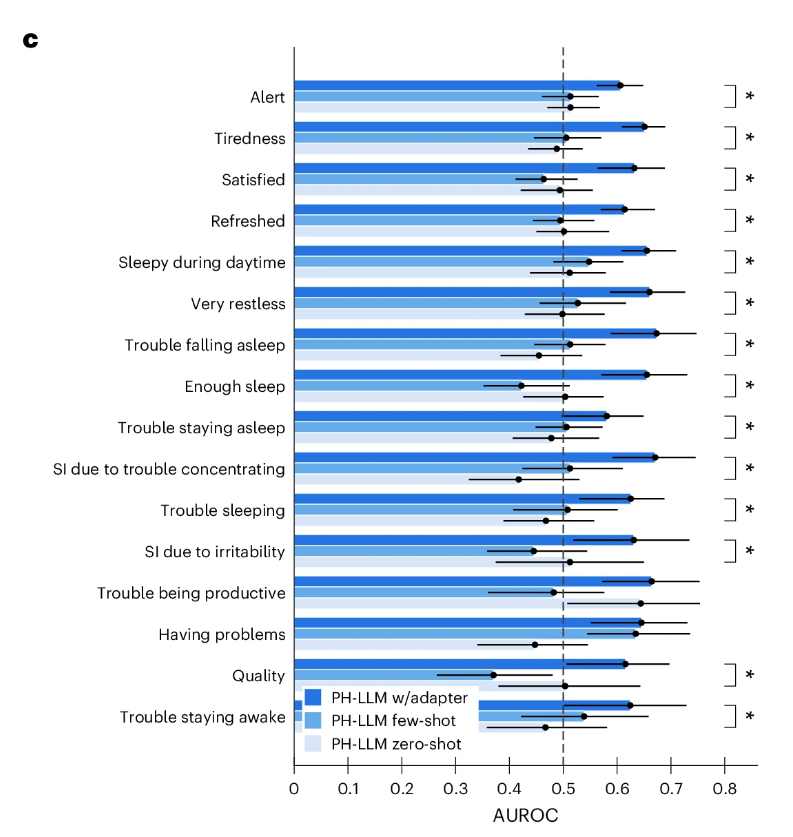 c
Alert *
Tiredness *
Satisfied *
Refreshed *
Sleepy during daytime *
Very restless *
Trouble falling asleep *
Enough sleep *
Trouble staying asleep *
SI due to trouble concentrating *
Trouble sleeping *
SI due to irritability *
Trouble being productive
Having problems
Quality *
Trouble staying awake *
PH-LLM w/adapter
PH-LLM few-shot
PH-LLM zero-shot
0 0.1 0.2 0.3 0.4 0.5 0.6 0.7 0.8
AUROC